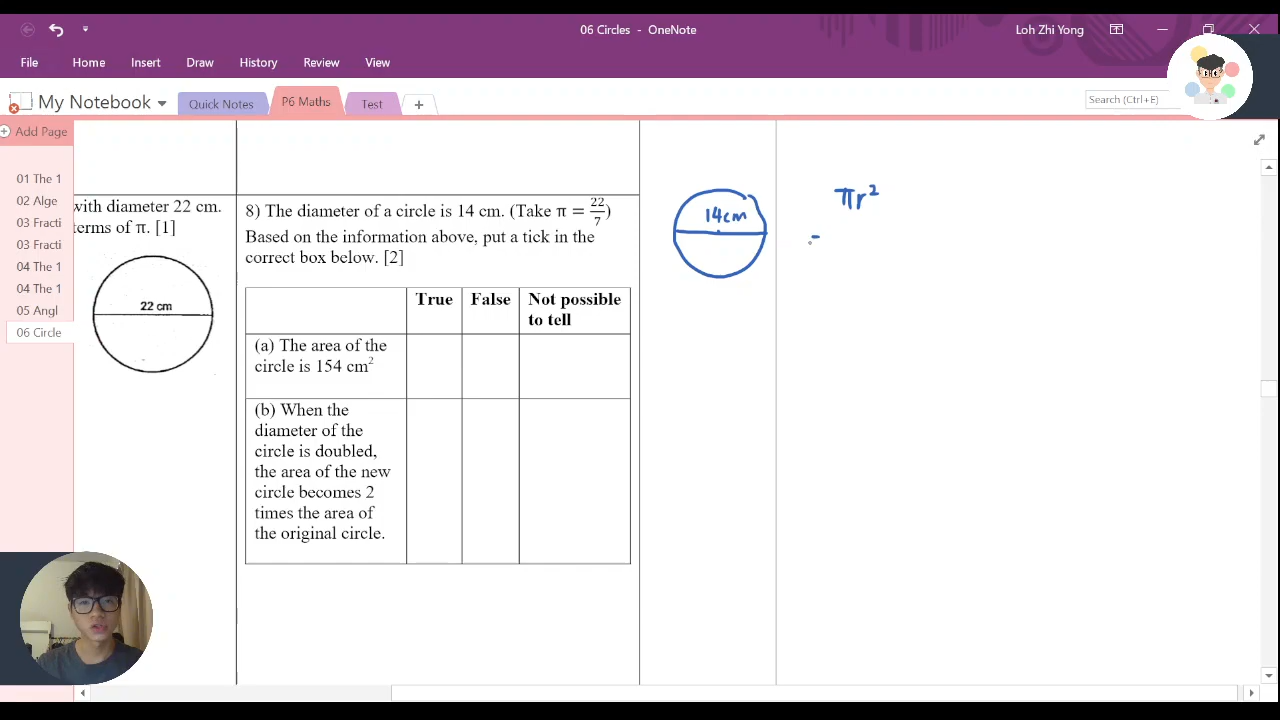 06 Circles - OneNote
Loh Zhi Yong
File Home Insert Draw History Review View
My Notebook
Quick Notes
P6 Maths
Test
+
Search (Ctrl+E)
Add Page
01 The 1
02 Alge
03 Fracti
03 Fracti
04 The 1
04 The 1
05 Angl
06 Circle
with diameter 22 cm.
terms of π. [1]
22 cm
8) The diameter of a circle is 14 cm. (Take π = 22/7)
Based on the information above, put a tick in the
correct box below. [2]
True False Not possible
to tell
(a) The area of the
circle is 154 cm²
(b) When the
diameter of the
circle is doubled,
the area of the new
circle becomes 2
times the area of
the original circle.
14cm
πr²